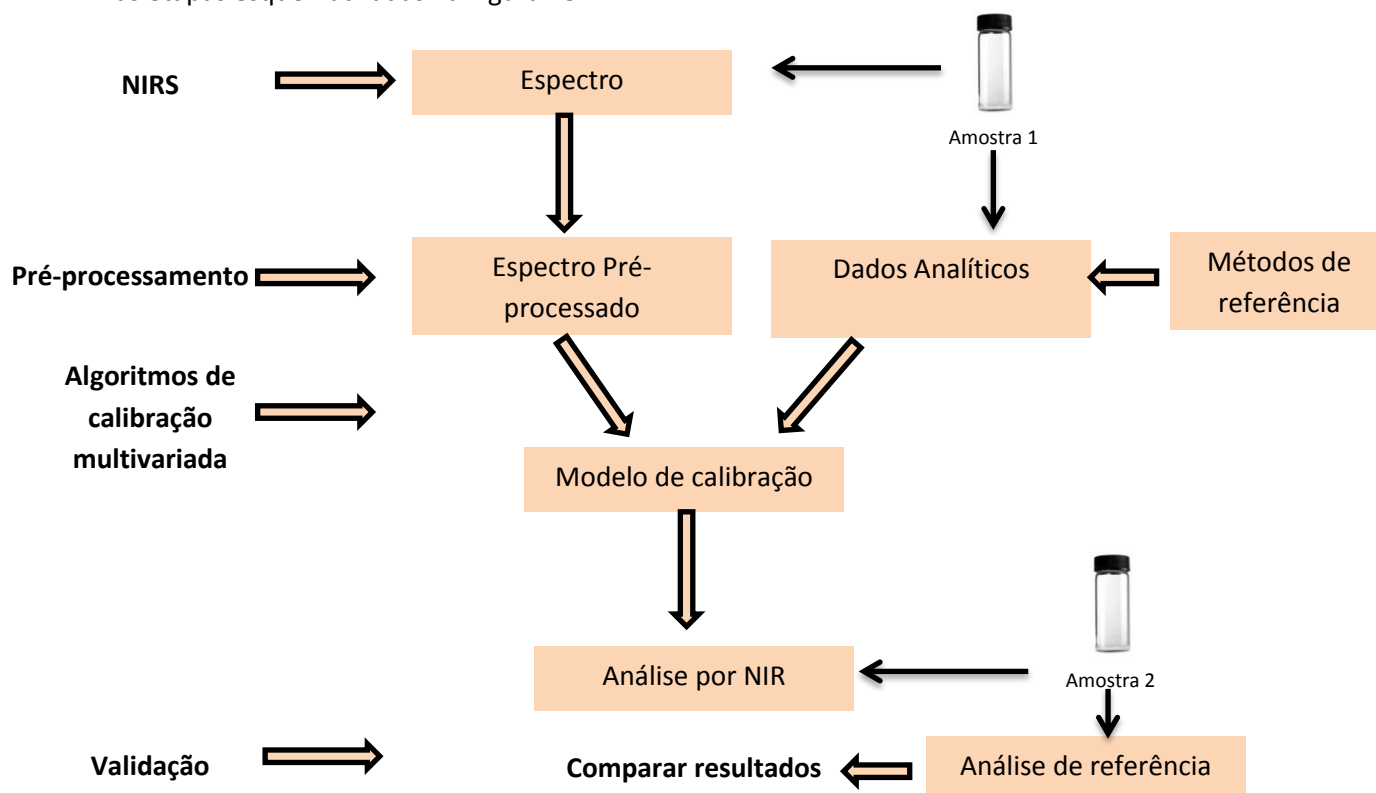 NIRS
Espectro
Amostra 1
Pré-processamento
Espectro Pré-
processado
Dados Analíticos
Métodos de
referência
Algoritmos de
calibração
multivariada
Modelo de calibração
Análise por NIR
Amostra 2
Validação
Comparar resultados
Análise de referência